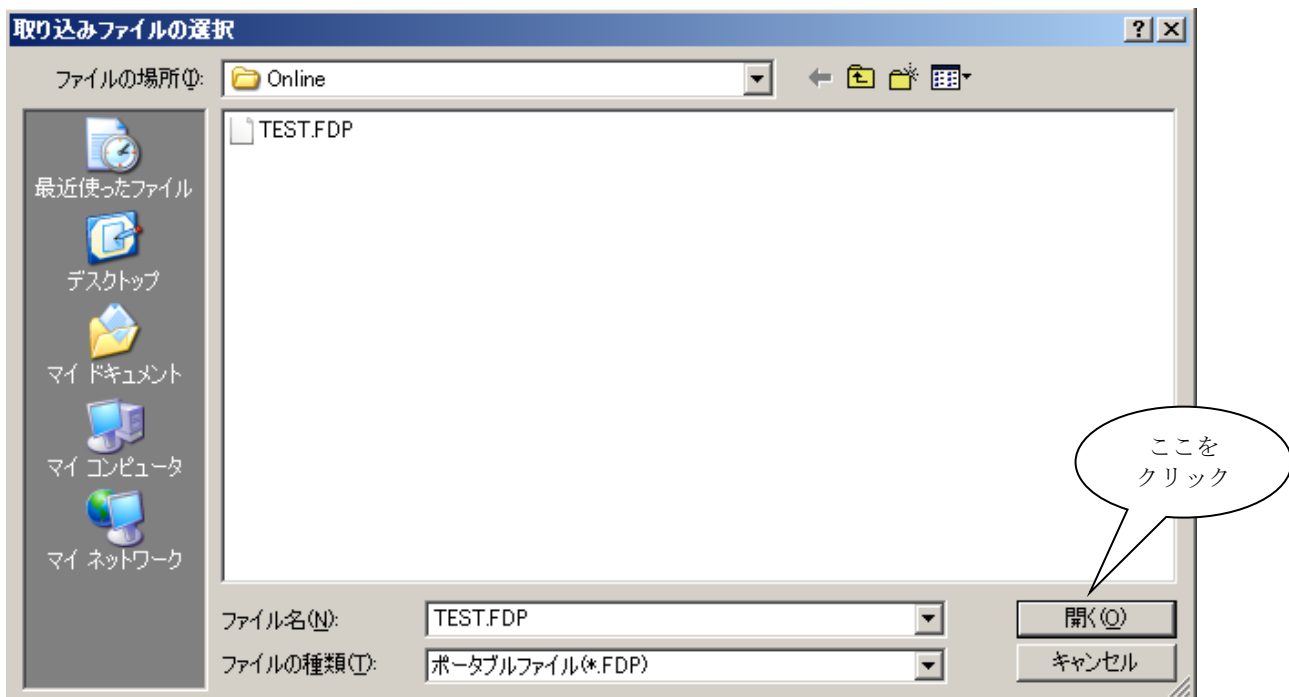 取り込みファイルの選択
ファイルの場所(I):
Online
TEST.FDP
最近使ったファイル
デスクトップ
マイ ドキュメント
マイ コンピュータ
マイ ネットワーク
ここを
クリック
ファイル名(N):
TEST.FDP
開く(O)
ファイルの種類(T):
ポータブルファイル(*.FDP)
キャンセル